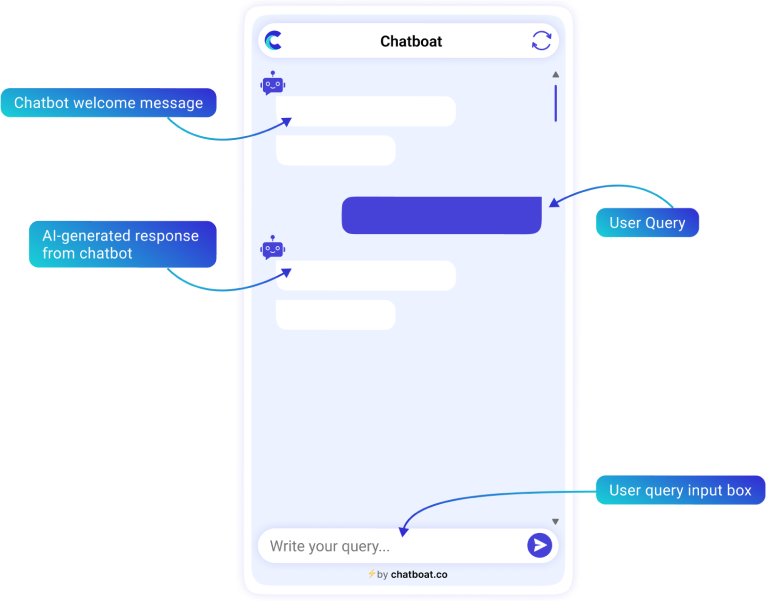 Chatboat
Chatbot welcome message
User Query
AI-generated response
from chatbot
User query input box
Write your query...
⚡by chatboat.co